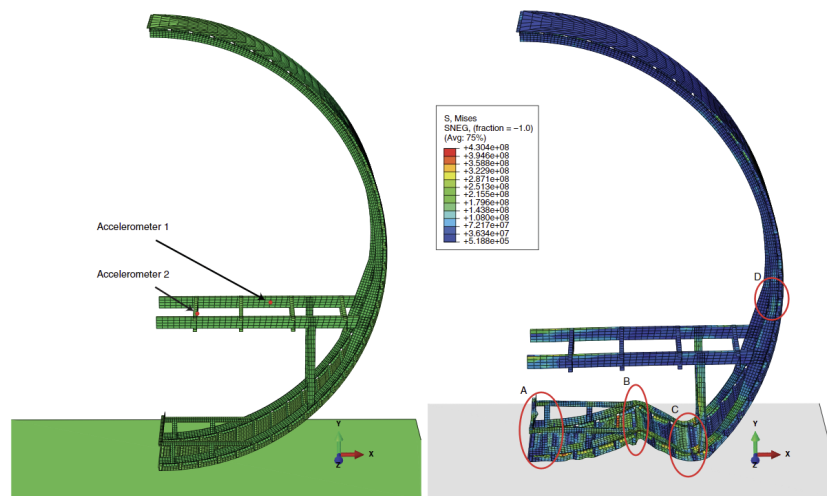 Accelerometer 1
Accelerometer 2
Y
X
Z
S, Mises
SNEG, (fraction = −1.0)
(Avg: 75%)
+4.304e+08
+3.946e+08
+3.588e+08
+3.229e+08
+2.871e+08
+2.513e+08
+2.155e+08
+1.796e+08
+1.438e+08
+1.080e+08
+7.217e+07
+3.634e+07
+5.188e+05
D
A
B
C
Y
X
Z